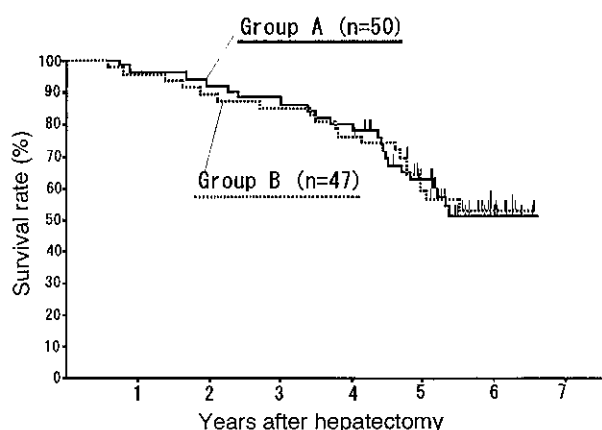 Group A (n=50)
100
90
80
70
60
50
40
30
20
10
0
Survival rate (%)
Group B (n=47)
1 2 3 4 5 6 7
Years after hepatectomy